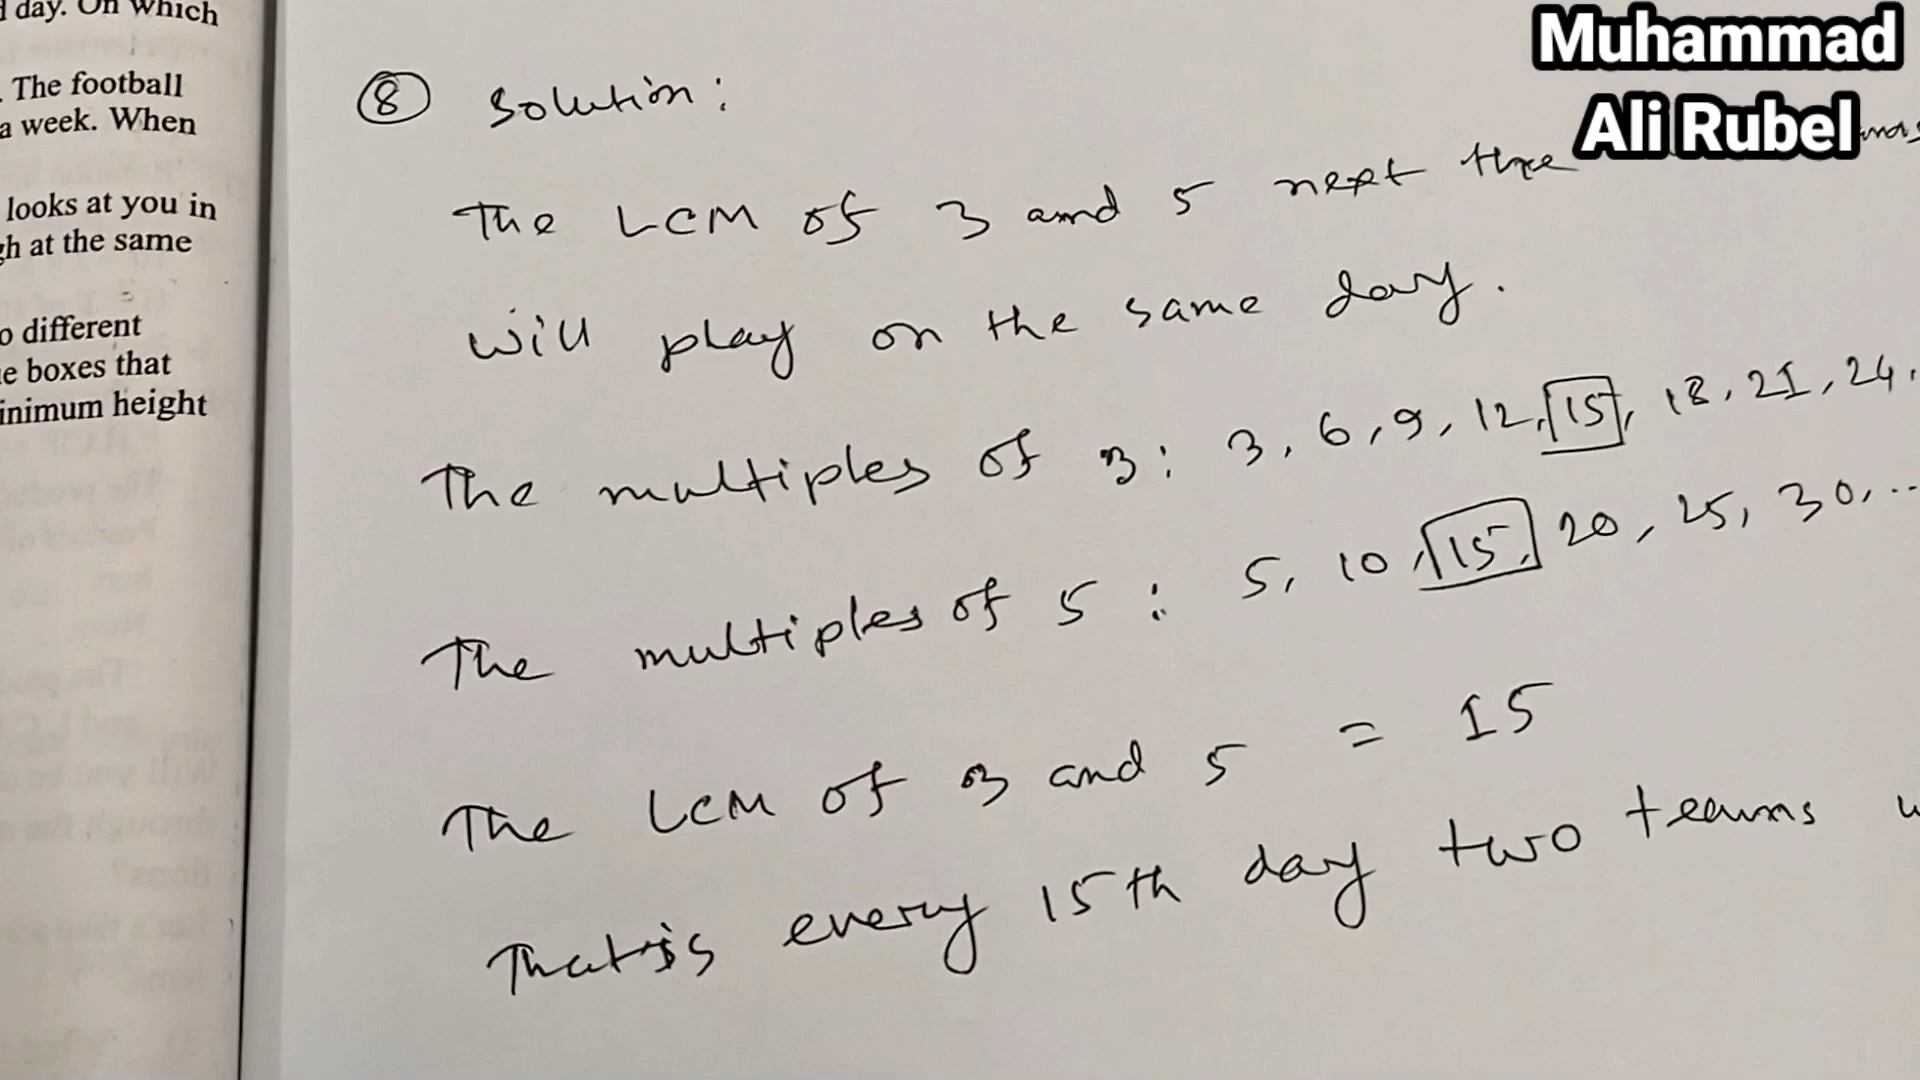 day. On which
The football
a week. When
looks at you in
at the same
different
boxes that
minimum height
Muhammad
Ali Rubel
8 Solution:
The LCM of 3 and 5 next the
will play on the same day.
The multiples of 3: 3, 6, 9, 12, 15, 18, 21, 24,
The multiples of 5: 5, 10, 15, 20, 25, 30, ..
The LCM of 3 and 5 = 15
That is every 15th day two teams